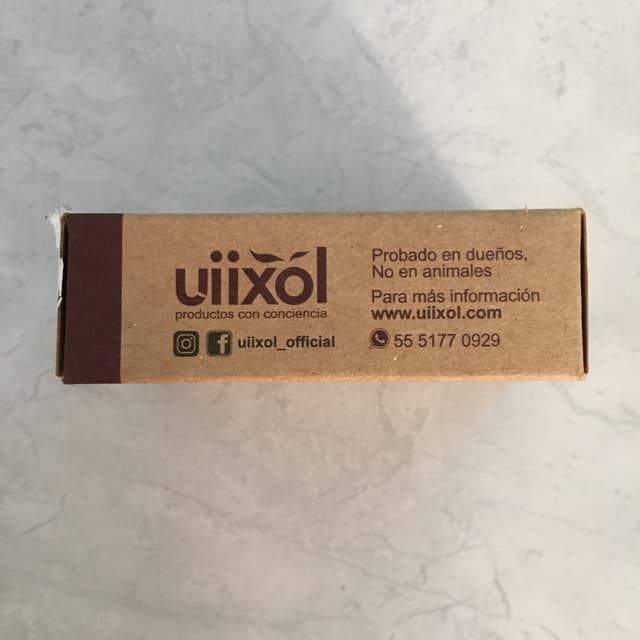 uiixol
productos con conciencia
uiixol_official
Probado en dueños,
No en animales
Para más información
www.uiixol.com
55 5177 0929